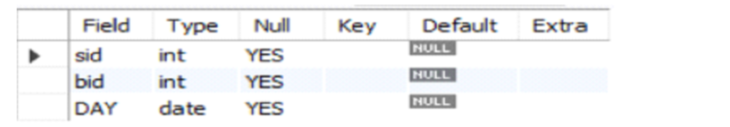 Field Type Null Key Default Extra
sid int YES NULL
bid int YES NULL
DAY date YES NULL